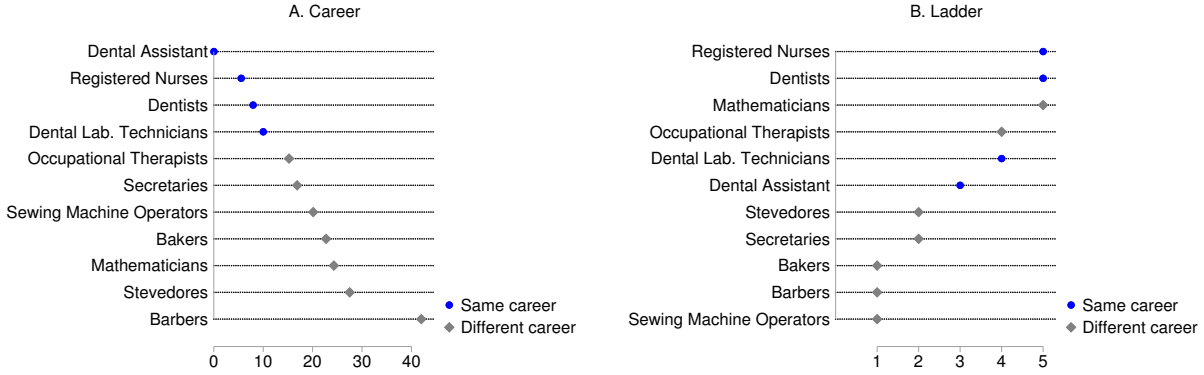 A. Career
Dental Assistant
Registered Nurses
Dentists
Dental Lab. Technicians
Occupational Therapists
Secretaries
Sewing Machine Operators
Bakers
Mathematicians
Stevedores
Barbers
0 10 20 30 40
Same career
Different career
B. Ladder
Registered Nurses
Dentists
Mathematicians
Occupational Therapists
Dental Lab. Technicians
Dental Assistant
Stevedores
Secretaries
Bakers
Barbers
Sewing Machine Operators
1 2 3 4 5
Same career
Different career